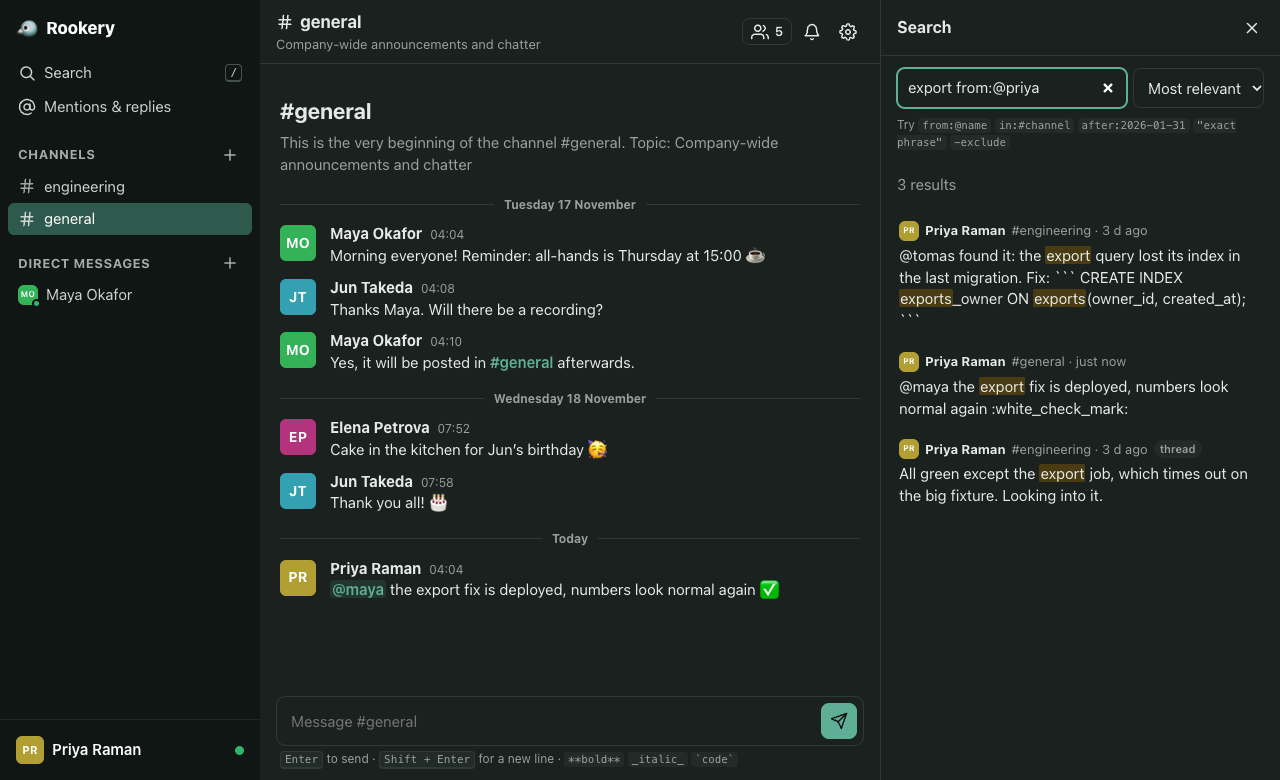 Rookery
Search /
Mentions & replies
CHANNELS
# engineering
# general
DIRECT MESSAGES
MO Maya Okafor
PR Priya Raman
# general
Company-wide announcements and chatter
5
#general
This is the very beginning of the channel #general. Topic: Company-wide
announcements and chatter
Tuesday 17 November
MO
Maya Okafor 04:04
Morning everyone! Reminder: all-hands is Thursday at 15:00 ☕
JT
Jun Takeda 04:08
Thanks Maya. Will there be a recording?
MO
Maya Okafor 04:10
Yes, it will be posted in #general afterwards.
Wednesday 18 November
EP
Elena Petrova 07:52
Cake in the kitchen for Jun’s birthday 🥳
JT
Jun Takeda 07:58
Thank you all! 🎂
Today
PR
Priya Raman 04:04
@maya the export fix is deployed, numbers look normal again ✅
Message #general
Enter to send · Shift + Enter for a new line · **bold** _italic_ `code`
Search
export from:@priya
Most relevant
Try from:@name in:#channel after:2026-01-31 "exact
phrase" -exclude
3 results
PR Priya Raman #engineering · 3 d ago
@tomas found it: the export query lost its index in
the last migration. Fix: ``` CREATE INDEX
exports_owner ON exports(owner_id, created_at);
```
PR Priya Raman #general · just now
@maya the export fix is deployed, numbers look
normal again :white_check_mark:
PR Priya Raman #engineering · 3 d ago thread
All green except the export job, which times out on
the big fixture. Looking into it.